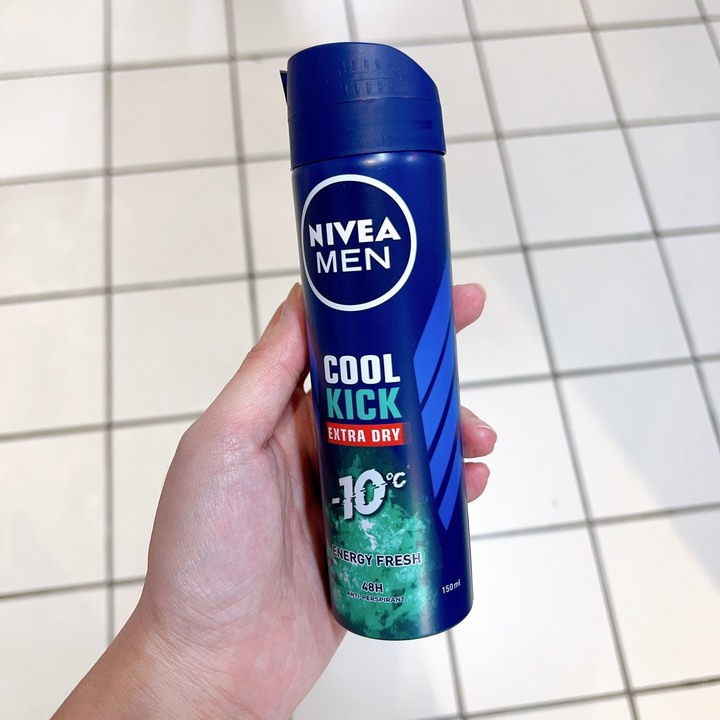 NIVEA
MEN
COOL
KICK
EXTRA DRY
-10°C
ENERGY FRESH
48H
ANTI-PERSPIRANT
150ml